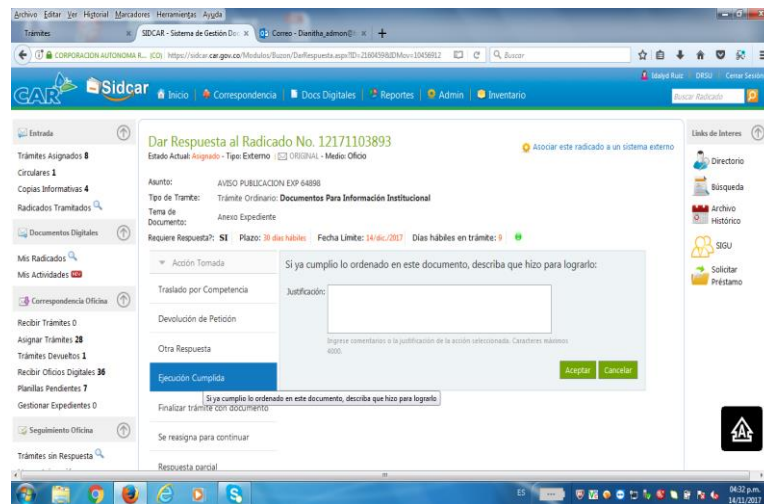 Archivo Editar Ver Historial Marcadores Herramientas Ayuda
Trámites
SIDCAR - Sistema de Gestión Doc
Correo - Dianitha_admon@
CORPORACION AUTONOMA R... (CO)
https://sidcar.car.gov.co/Modulos/Buzon/DarRespuesta.aspx?ID=2160459&IDMov=10456912
Buscar
Idalyd Ruiz DRSU Cerrar Sesión
CAR Sidcar
Inicio Correspondencia Docs Digitales Reportes Admin Inventario
Buscar Radicado
Entrada
Trámites Asignados 8
Circulares 1
Copias Informativas 4
Radicados Tramitados
Documentos Digitales
Mis Radicados
Mis Actividades
Correspondencia Oficina
Recibir Trámites 0
Asignar Trámites 28
Trámites Devueltos 1
Recibir Oficios Digitales 36
Planillas Pendientes 7
Gestionar Expedientes 0
Seguimiento Oficina
Trámites sin Respuesta
Dar Respuesta al Radicado No. 12171103893
Asociar este radicado a un sistema externo
Estado Actual: Asignado - Tipo: Externo ORIGINAL - Medio: Oficio
Asunto: AVISO PUBLICACION EXP 64898
Tipo de Tramite: Trámite Ordinario: Documentos Para Información Institucional
Tema de Documento: Anexo Expediente
Requiere Respuesta?: SI Plazo: 30 días hábiles Fecha Límite: 14/dic./2017 Días hábiles en trámite: 9
Acción Tomada
Traslado por Competencia
Devolución de Petición
Otra Respuesta
Ejecución Cumplida
Finalizar trámite con documento
Se reasigna para continuar
Respuesta parcial
Si ya cumplio lo ordenado en este documento, describa que hizo para lograrlo:
Justificación:
Ingrese comentarios o la justificación de la acción seleccionada. Caracteres máximos
4000.
Aceptar Cancelar
Si ya cumplio lo ordenado en este documento, describa que hizo para lograrlo
Links de Interes
Directorio
Búsqueda
Archivo
Histórico
SIGU
Solicitar
Préstamo
ES
04:32 p.m.
14/11/2017